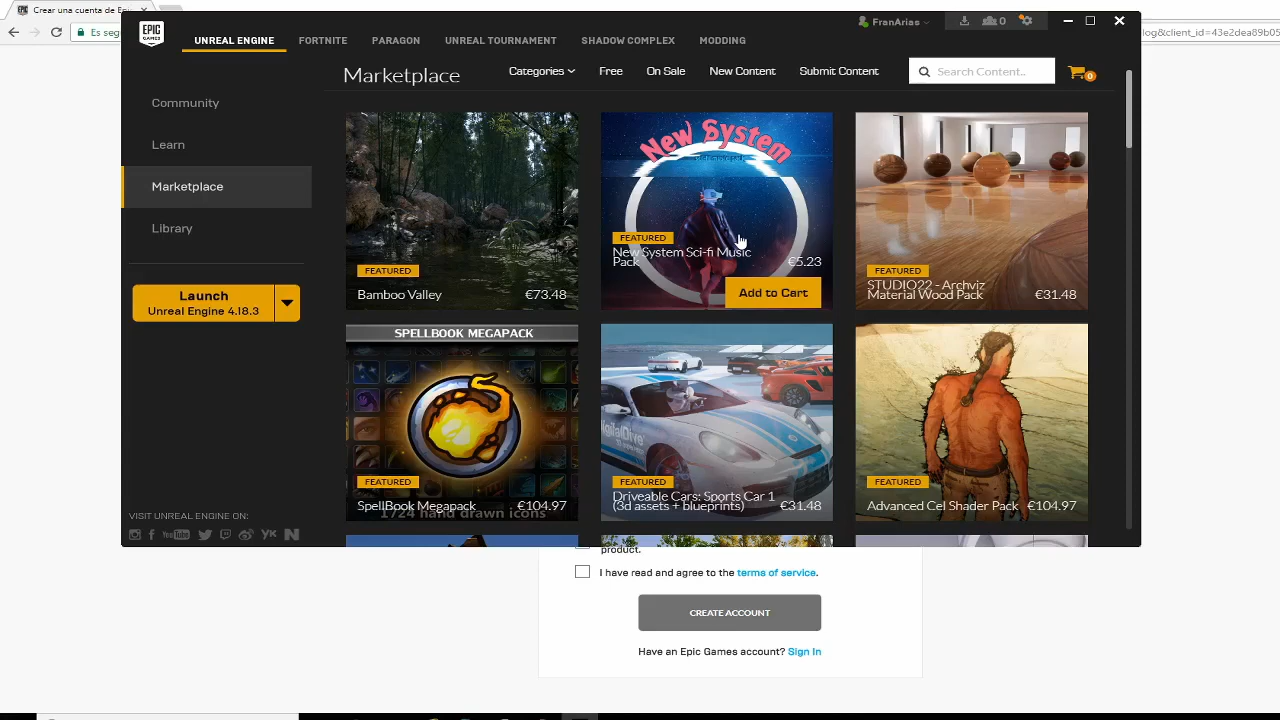 Crear una cuenta de E
Es seg
log&client_id=43e2dea89b05
EPIC GAMES
FranArias
0
UNREAL ENGINE
FORTNITE
PARAGON
UNREAL TOURNAMENT
SHADOW COMPLEX
MODDING
Marketplace
Categories
Free
On Sale
New Content
Submit Content
Search Content..
0
Community
Learn
Marketplace
Library
Launch
Unreal Engine 4.18.3
FEATURED
Bamboo Valley
€73.48
New System
FEATURED
New System Sci-fi Music
Pack
€5.23
Add to Cart
FEATURED
STUDIO22 - Archviz
Material Wood Pack
€31.48
SPELLBOOK MEGAPACK
FEATURED
SpellBook Megapack
€104.97
1724 hand drawn icons
FEATURED
Driveable Cars: Sports Car 1
(3d assets + blueprints)
€31.48
FEATURED
Advanced Cel Shader Pack
€104.97
VISIT UNREAL ENGINE ON:
product.
I have read and agree to the terms of service.
CREATE ACCOUNT
Have an Epic Games account? Sign In